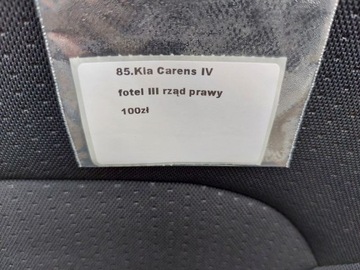 85.Kia Carens IV
fotel III rząd prawy
100zł